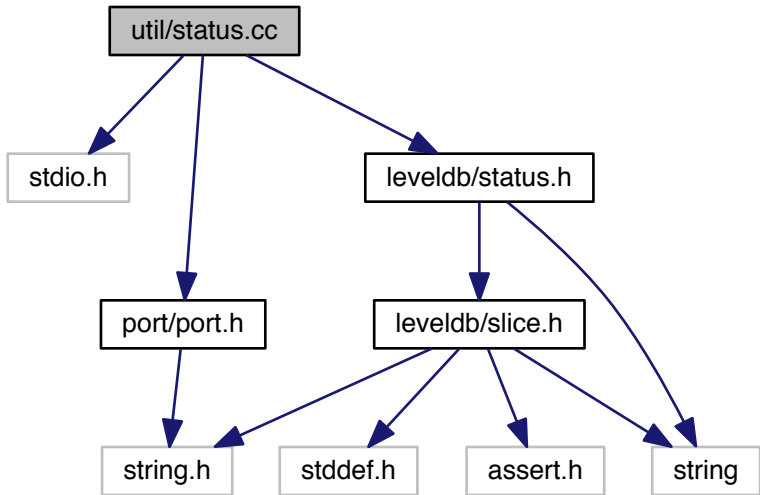 util/status.cc
stdio.h
leveldb/status.h
port/port.h
leveldb/slice.h
string.h
stddef.h
assert.h
string